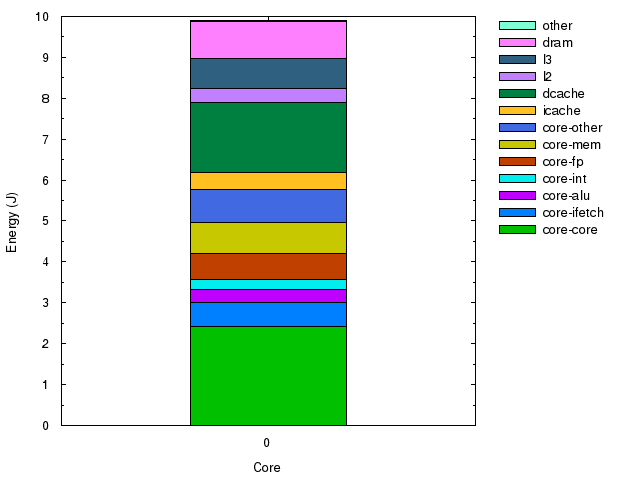 10
9
8
7
6
5
4
3
2
1
0
Energy (J)
0
Core
other
dram
l3
l2
dcache
icache
core-other
core-mem
core-fp
core-int
core-alu
core-ifetch
core-core